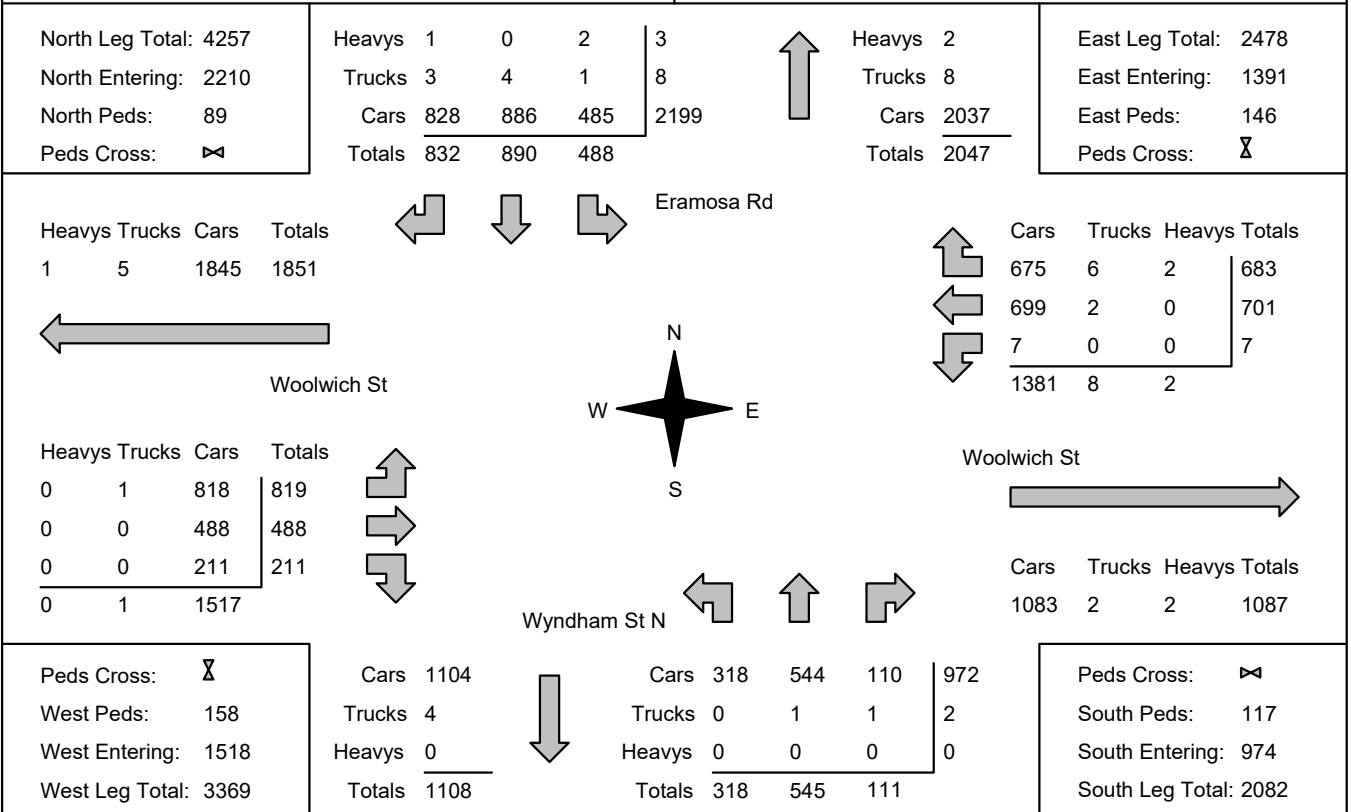 North Leg Total: 4257
North Entering: 2210
North Peds: 89
Peds Cross:
Heavys 1 0 2 3
Trucks 3 4 1 8
Cars 828 886 485 2199
Totals 832 890 488
Heavys 2
Trucks 8
Cars 2037
Totals 2047
East Leg Total: 2478
East Entering: 1391
East Peds: 146
Peds Cross:
Eramosa Rd
Heavys Trucks Cars Totals
1 5 1845 1851
Cars Trucks Heavys Totals
675 6 2 683
699 2 0 701
7 0 0 7
1381 8 2
Woolwich St
N
W E
S
Heavys Trucks Cars Totals
0 1 818 819
0 0 488 488
0 0 211 211
0 1 1517
Woolwich St
Cars Trucks Heavys Totals
1083 2 2 1087
Wyndham St N
Peds Cross:
West Peds: 158
West Entering: 1518
West Leg Total: 3369
Cars 1104
Trucks 4
Heavys 0
Totals 1108
Cars 318 544 110 972
Trucks 0 1 1 2
Heavys 0 0 0 0
Totals 318 545 111
Peds Cross:
South Peds: 117
South Entering: 974
South Leg Total: 2082